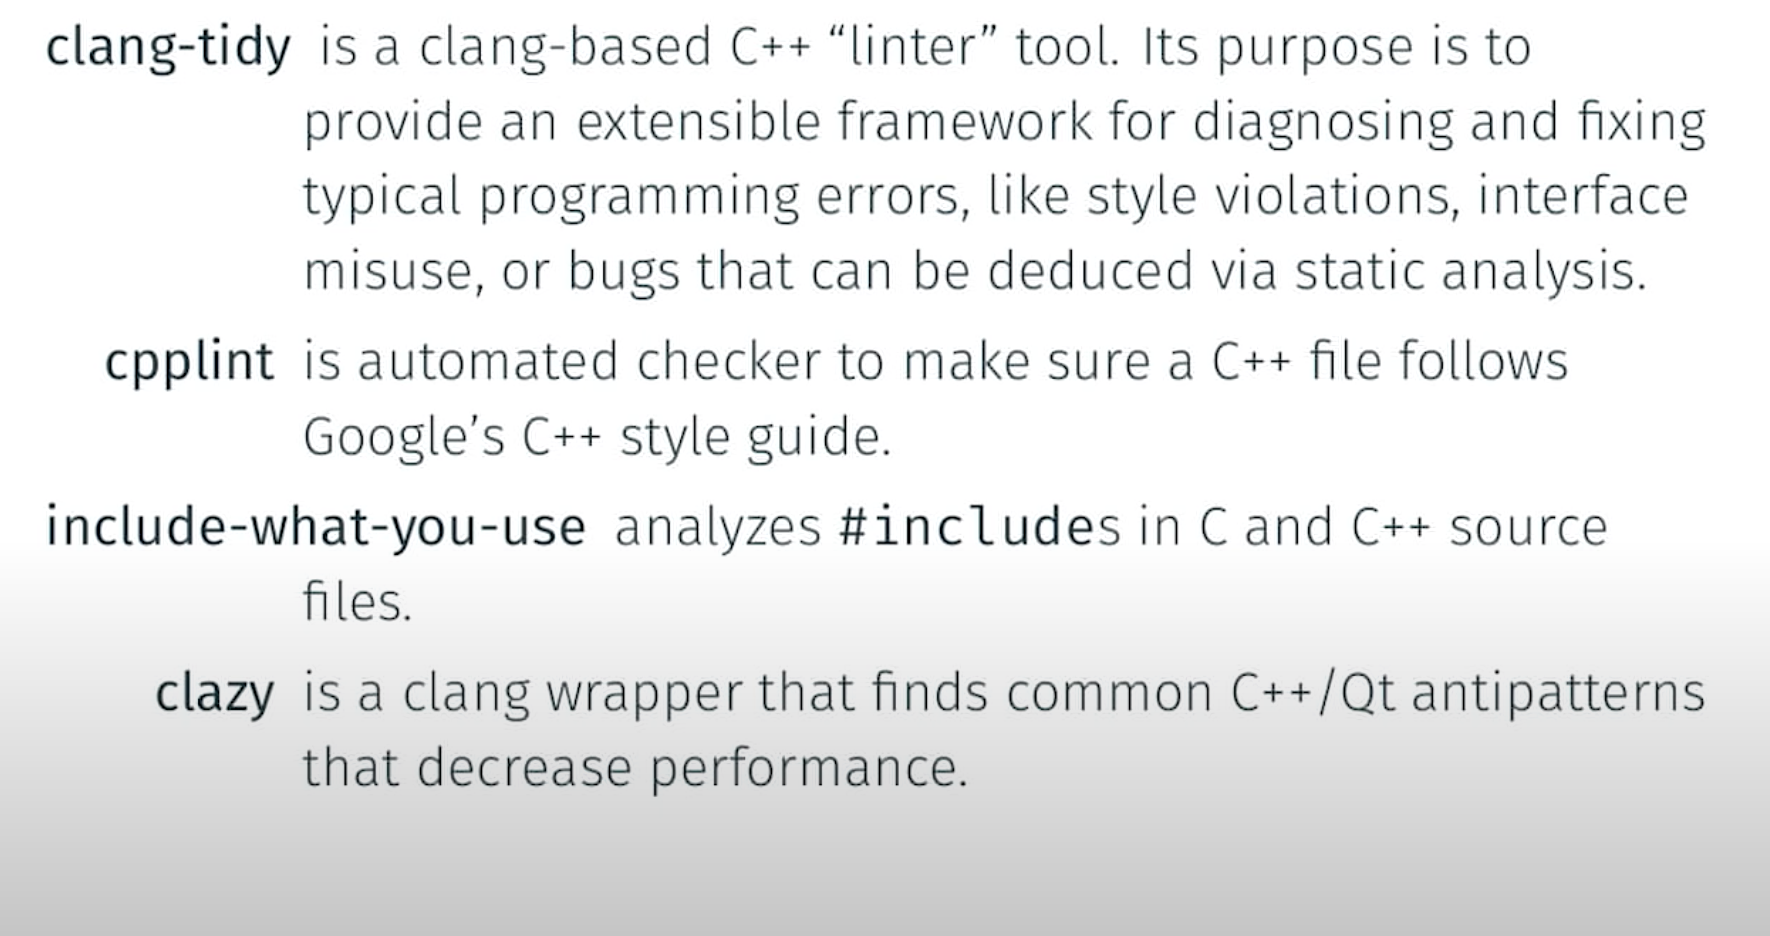 clang-tidy is a clang-based C++ “linter” tool. Its purpose is to
provide an extensible framework for diagnosing and fixing
typical programming errors, like style violations, interface
misuse, or bugs that can be deduced via static analysis.
cpplint is automated checker to make sure a C++ file follows
Google’s C++ style guide.
include-what-you-use analyzes #includes in C and C++ source
files.
clazy is a clang wrapper that finds common C++/Qt antipatterns
that decrease performance.